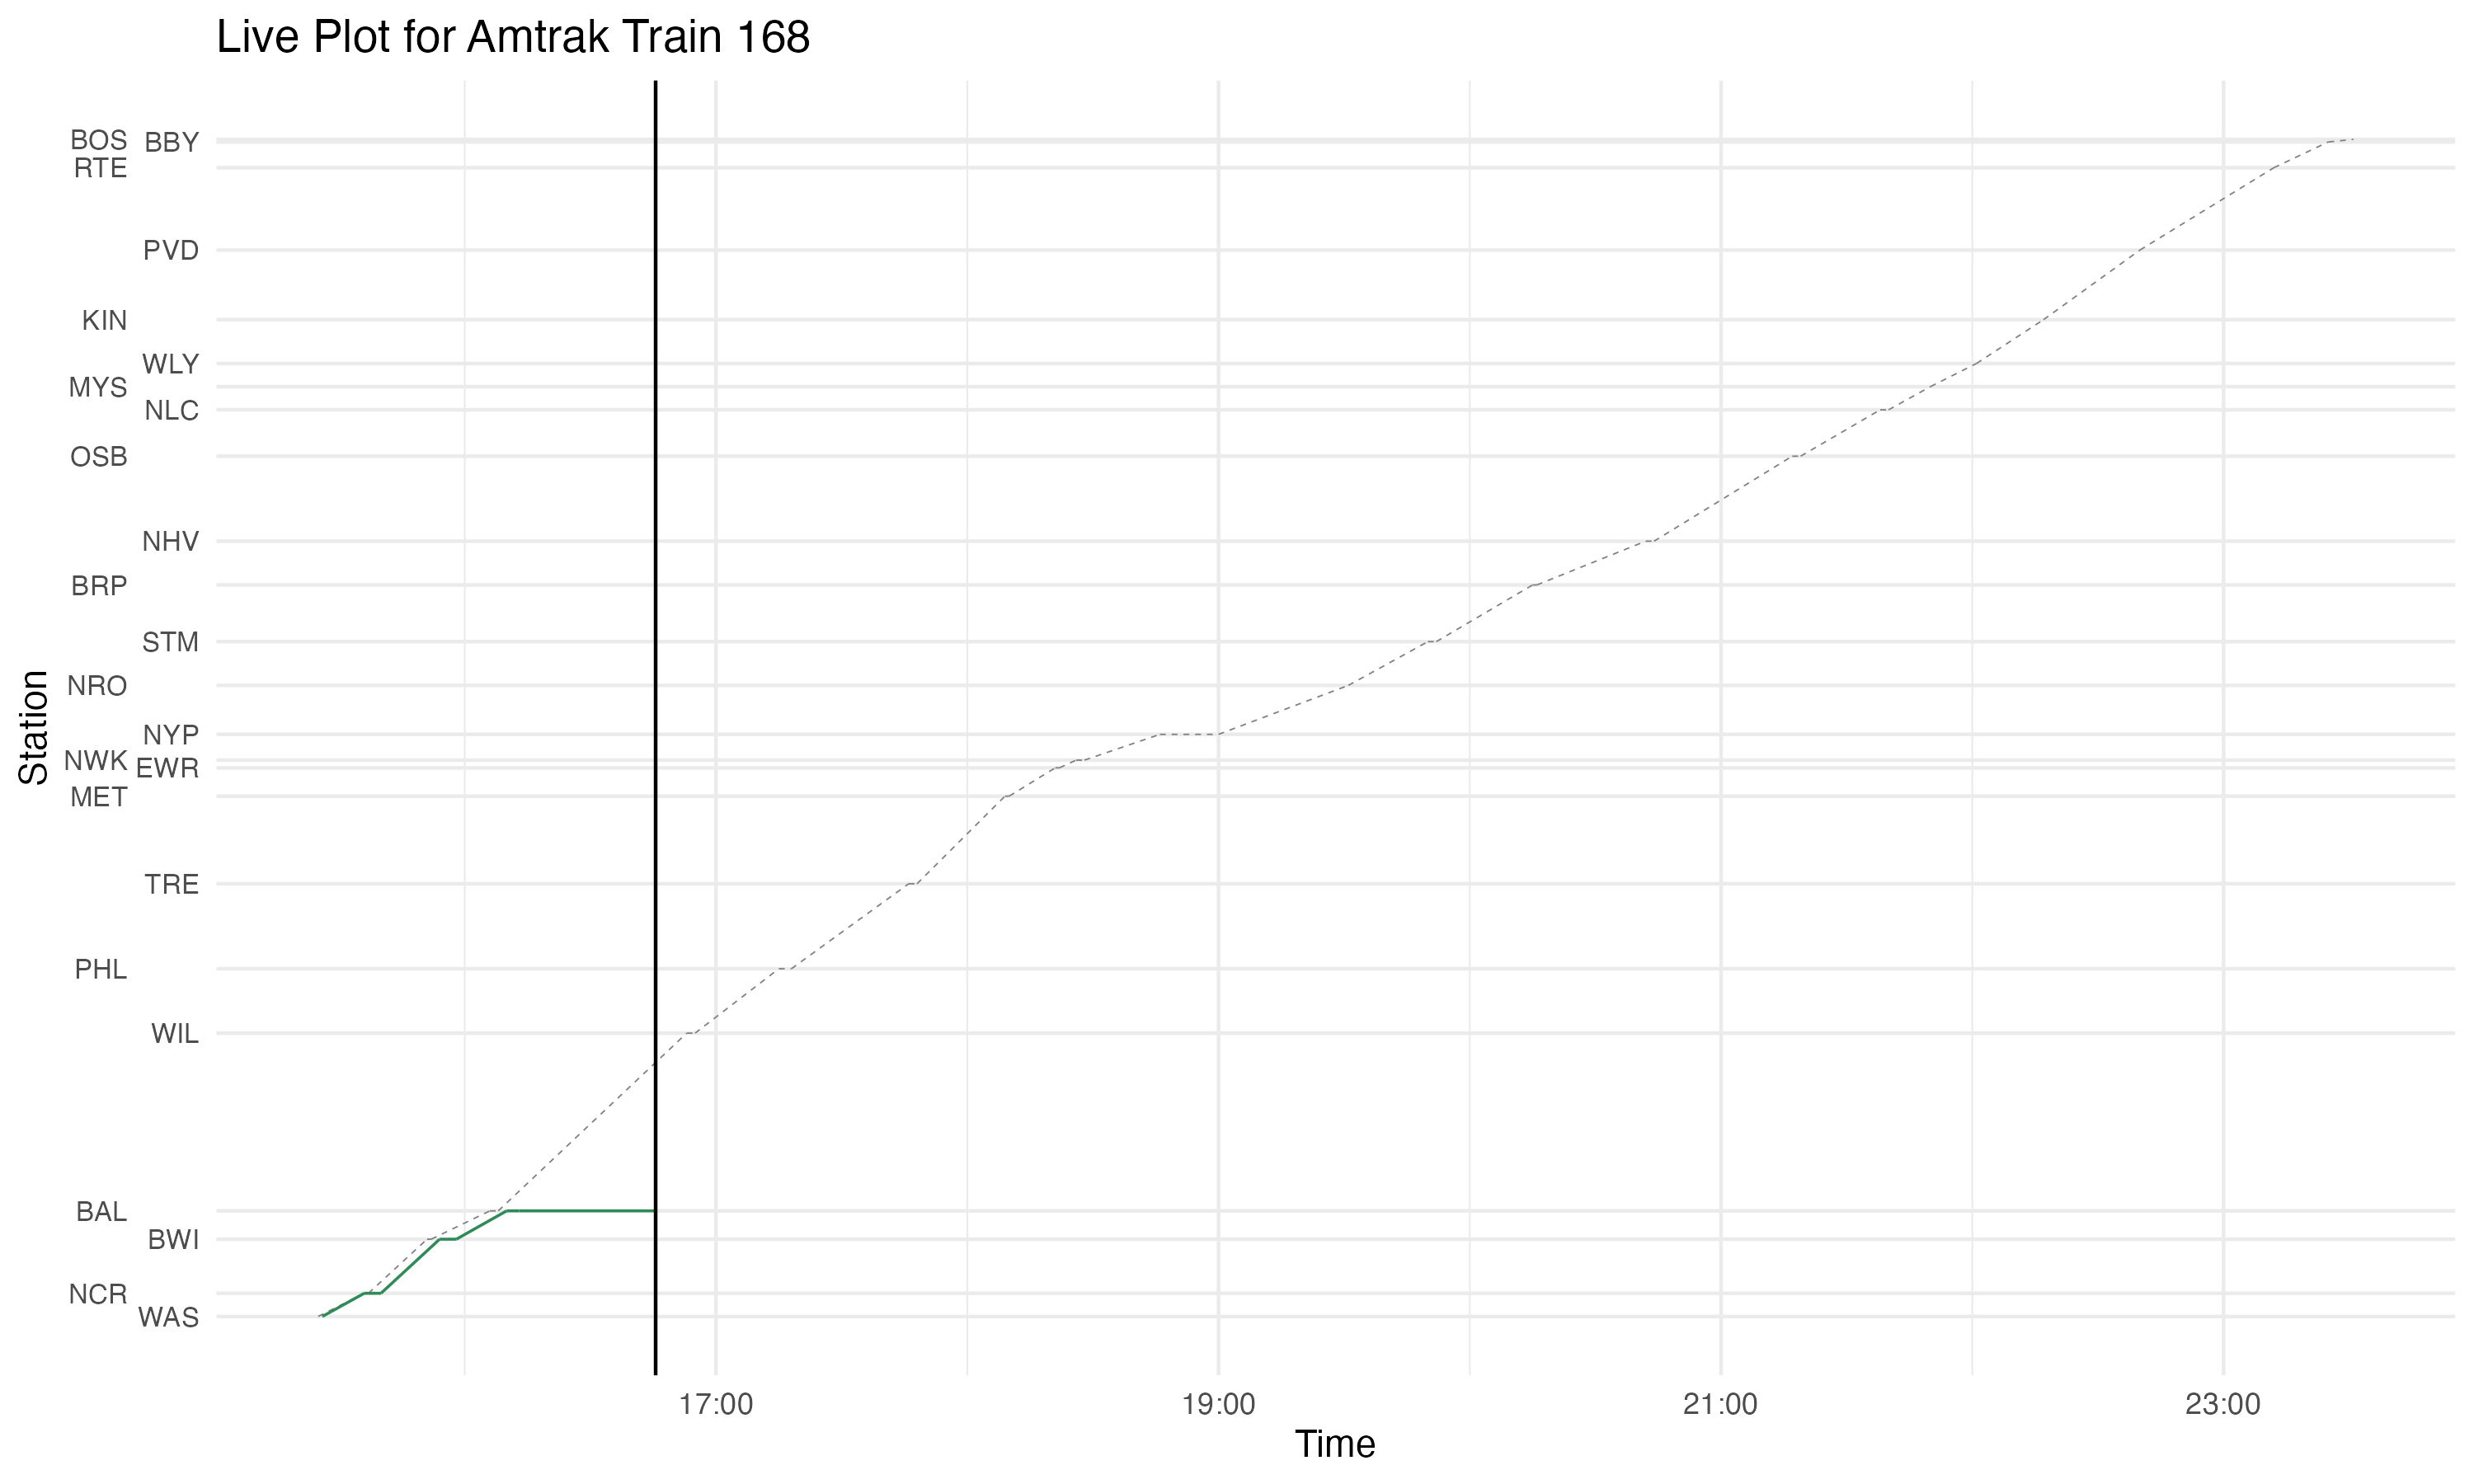 Live Plot for Amtrak Train 168
BOS BBY
RTE
PVD
KIN
WLY
MYS
NLC
OSB
NHV
BRP
STM
NRO
NYP
NWK EWR
MET
TRE
PHL
WIL
BAL
BWI
NCR
WAS
Station
17:00 19:00 21:00 23:00
Time